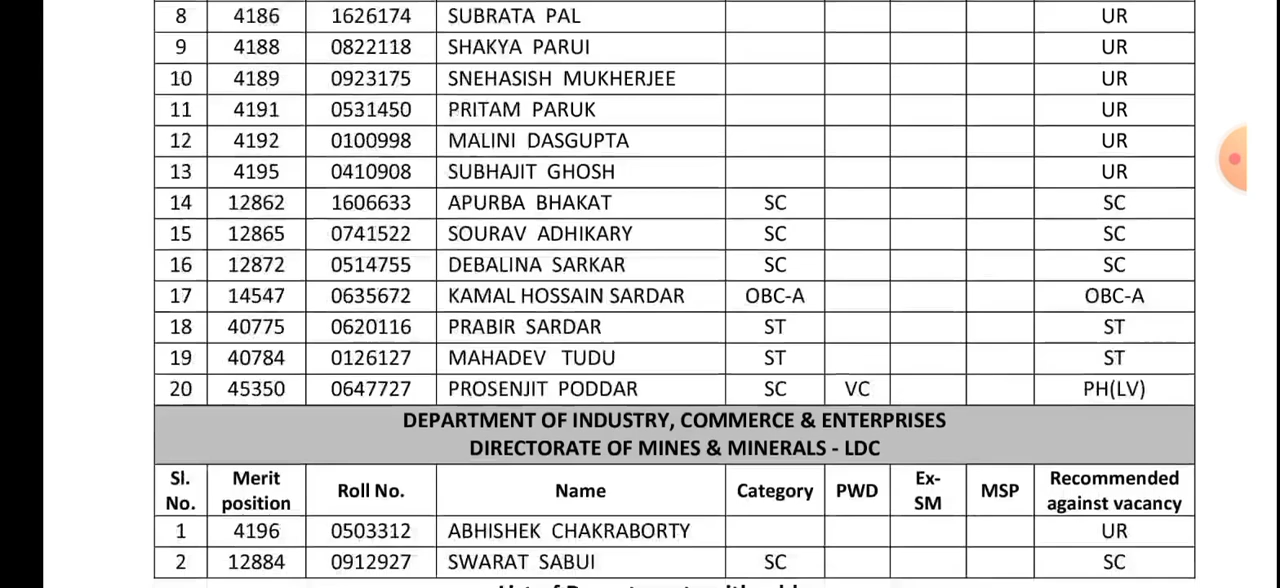 8 4186 1626174 SUBRATA PAL UR
9 4188 0822118 SHAKYA PARUI UR
10 4189 0923175 SNEHASISH MUKHERJEE UR
11 4191 0531450 PRITAM PARUK UR
12 4192 0100998 MALINI DASGUPTA UR
13 4195 0410908 SUBHAJIT GHOSH UR
14 12862 1606633 APURBA BHAKAT SC SC
15 12865 0741522 SOURAV ADHIKARY SC SC
16 12872 0514755 DEBALINA SARKAR SC SC
17 14547 0635672 KAMAL HOSSAIN SARDAR OBC-A OBC-A
18 40775 0620116 PRABIR SARDAR ST ST
19 40784 0126127 MAHADEV TUDU ST ST
20 45350 0647727 PROSENJIT PODDAR SC VC PH(LV)
DEPARTMENT OF INDUSTRY, COMMERCE & ENTERPRISES
DIRECTORATE OF MINES & MINERALS - LDC
Sl. No. Merit position Roll No. Name Category PWD Ex-SM MSP Recommended against vacancy
1 4196 0503312 ABHISHEK CHAKRABORTY UR
2 12884 0912927 SWARAT SABUI SC SC